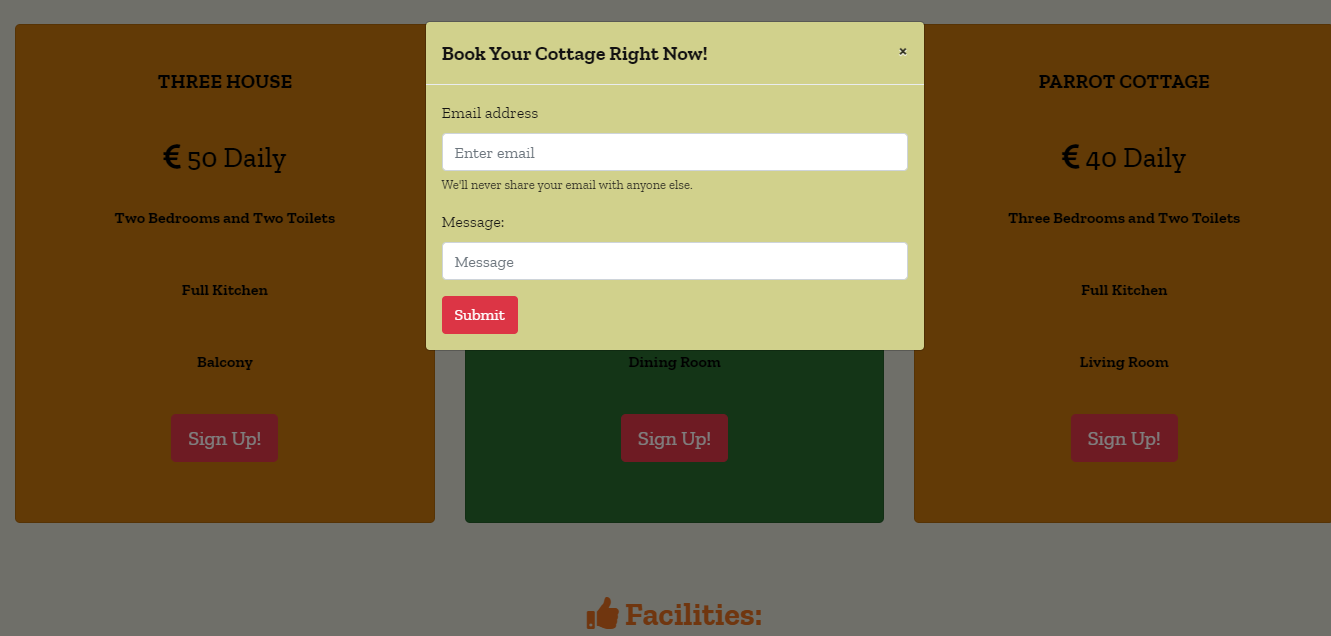 Book Your Cottage Right Now!
×
Email address
Enter email
We'll never share your email with anyone else.
Message:
Message
Submit
THREE HOUSE
€ 50 Daily
Two Bedrooms and Two Toilets
Full Kitchen
Balcony
Sign Up!
Dining Room
Sign Up!
PARROT COTTAGE
€ 40 Daily
Three Bedrooms and Two Toilets
Full Kitchen
Living Room
Sign Up!
Facilities: